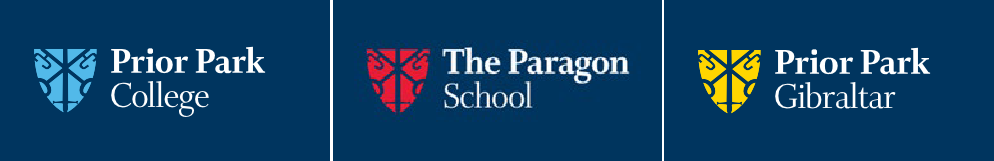 Prior Park
College
The Paragon
School
Prior Park
Gibraltar